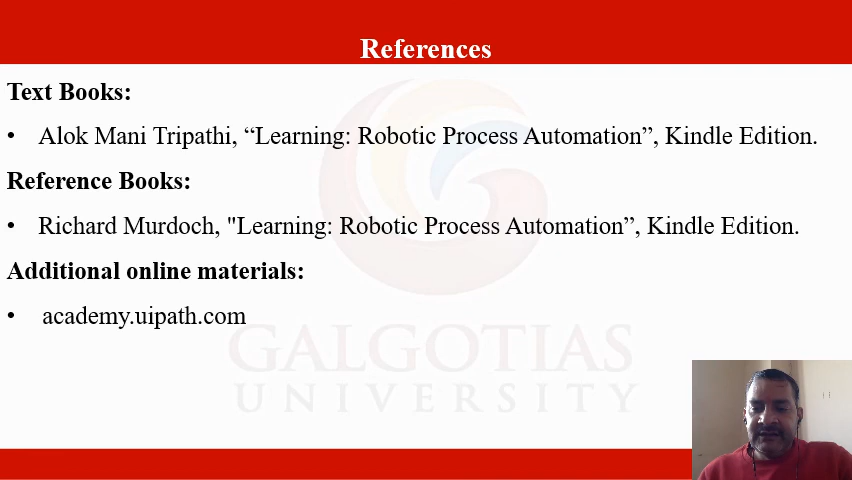 References
Text Books:
• Alok Mani Tripathi, “Learning: Robotic Process Automation”, Kindle Edition.
Reference Books:
• Richard Murdoch, "Learning: Robotic Process Automation”, Kindle Edition.
Additional online materials:
• academy.uipath.com
GALGOTIAS
UNIVERSITY